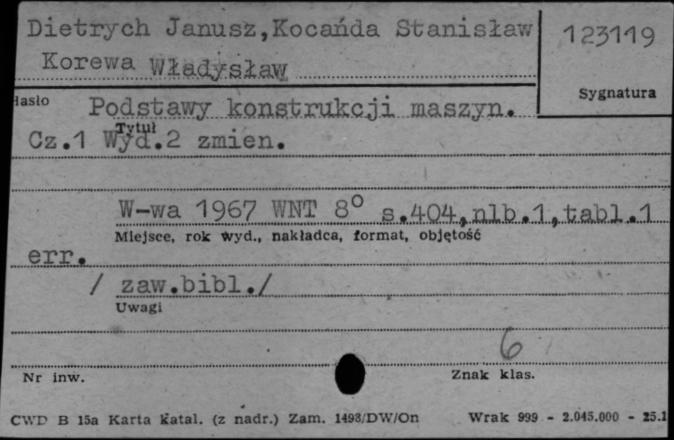 Dietrych Janusz,Kocańda Stanisław
123119
Korewa Władysław
Sygnatura
Hasło Podstawy konstrukcji maszyn.
Tytuł
Cz.1 Wyd.2 zmien.
W-wa 1967 WNT 8° s.404,nlb.1,tabl.1
Miejsce, rok wyd., nakładca, format, objętość
err.
/ zaw.bibl./
Uwagi
6
Nr inw. Znak klas.
CWD B 15a Karta katal. (z nadr.) Zam. 1493/DW/On Wrak 999 - 2.045.000 - 25.1